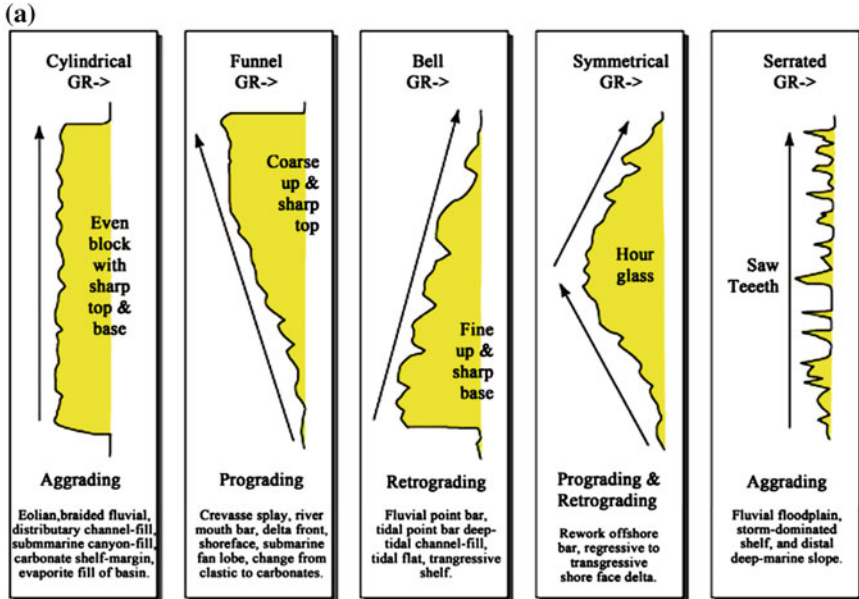 (a)
Cylindrical
GR->
Even
block
with
sharp
top &
base
Aggrading
Eolian,braided fluvial,
distributary channel-fill,
submmarine canyon-fill,
carbonate shelf-margin,
evaporite fill of basin.
Funnel
GR->
Coarse
up &
sharp
top
Prograding
Crevasse splay, river
mouth bar, delta front,
shoreface, submarine
fan lobe, change from
clastic to carbonates.
Bell
GR->
Fine
up &
sharp
base
Retrograding
Fluvial point bar,
tidal point bar deep-
tidal channel-fill,
tidal flat, trangressive
shelf.
Symmetrical
GR->
Hour
glass
Prograding &
Retrograding
Rework offshore
bar, regressive to
transgressive
shore face delta.
Serrated
GR->
Saw
Teeeth
Aggrading
Fluvial floodplain,
storm-dominated
shelf, and distal
deep-marine slope.